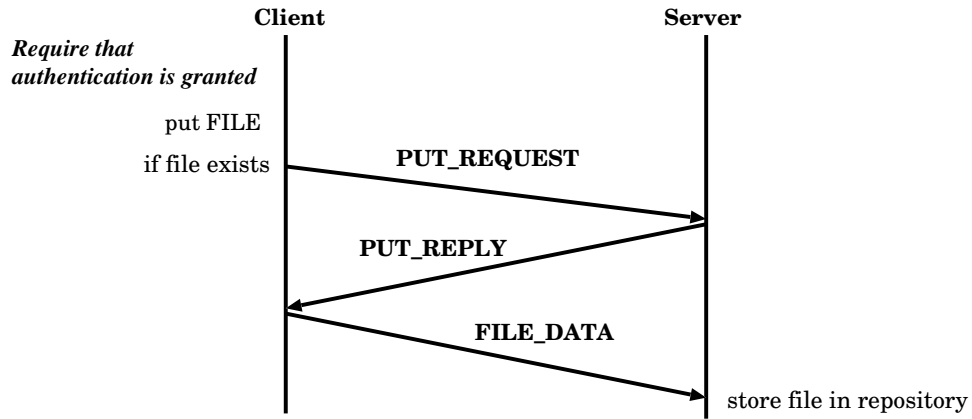 Client
Server
Require that
authentication is granted
put FILE
if file exists
PUT_REQUEST
PUT_REPLY
FILE_DATA
store file in repository